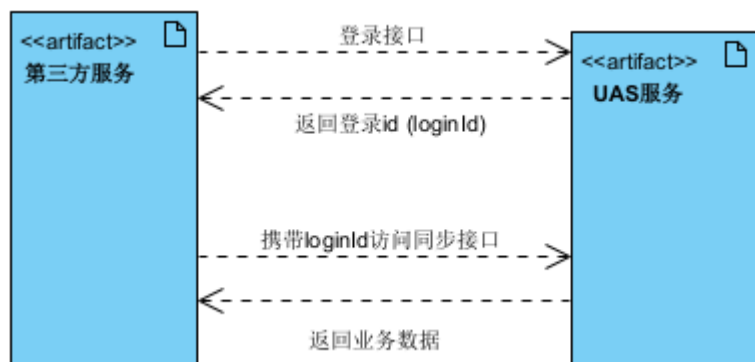 <<artifact>>
第三方服务
登录接口
<<artifact>>
UAS服务
返回登录id (loginId)
携带loginId访问同步接口
返回业务数据